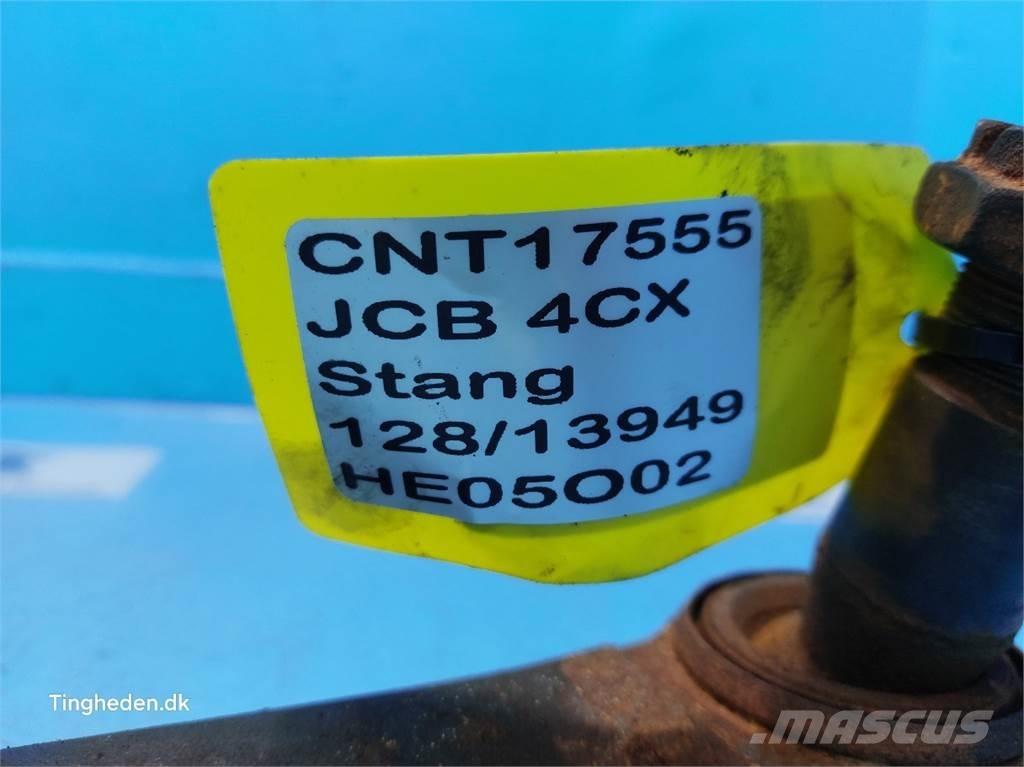 CNT17555
JCB 4CX
Stang
128/13949
HE05O02
Tingheden.dk
MASCUS